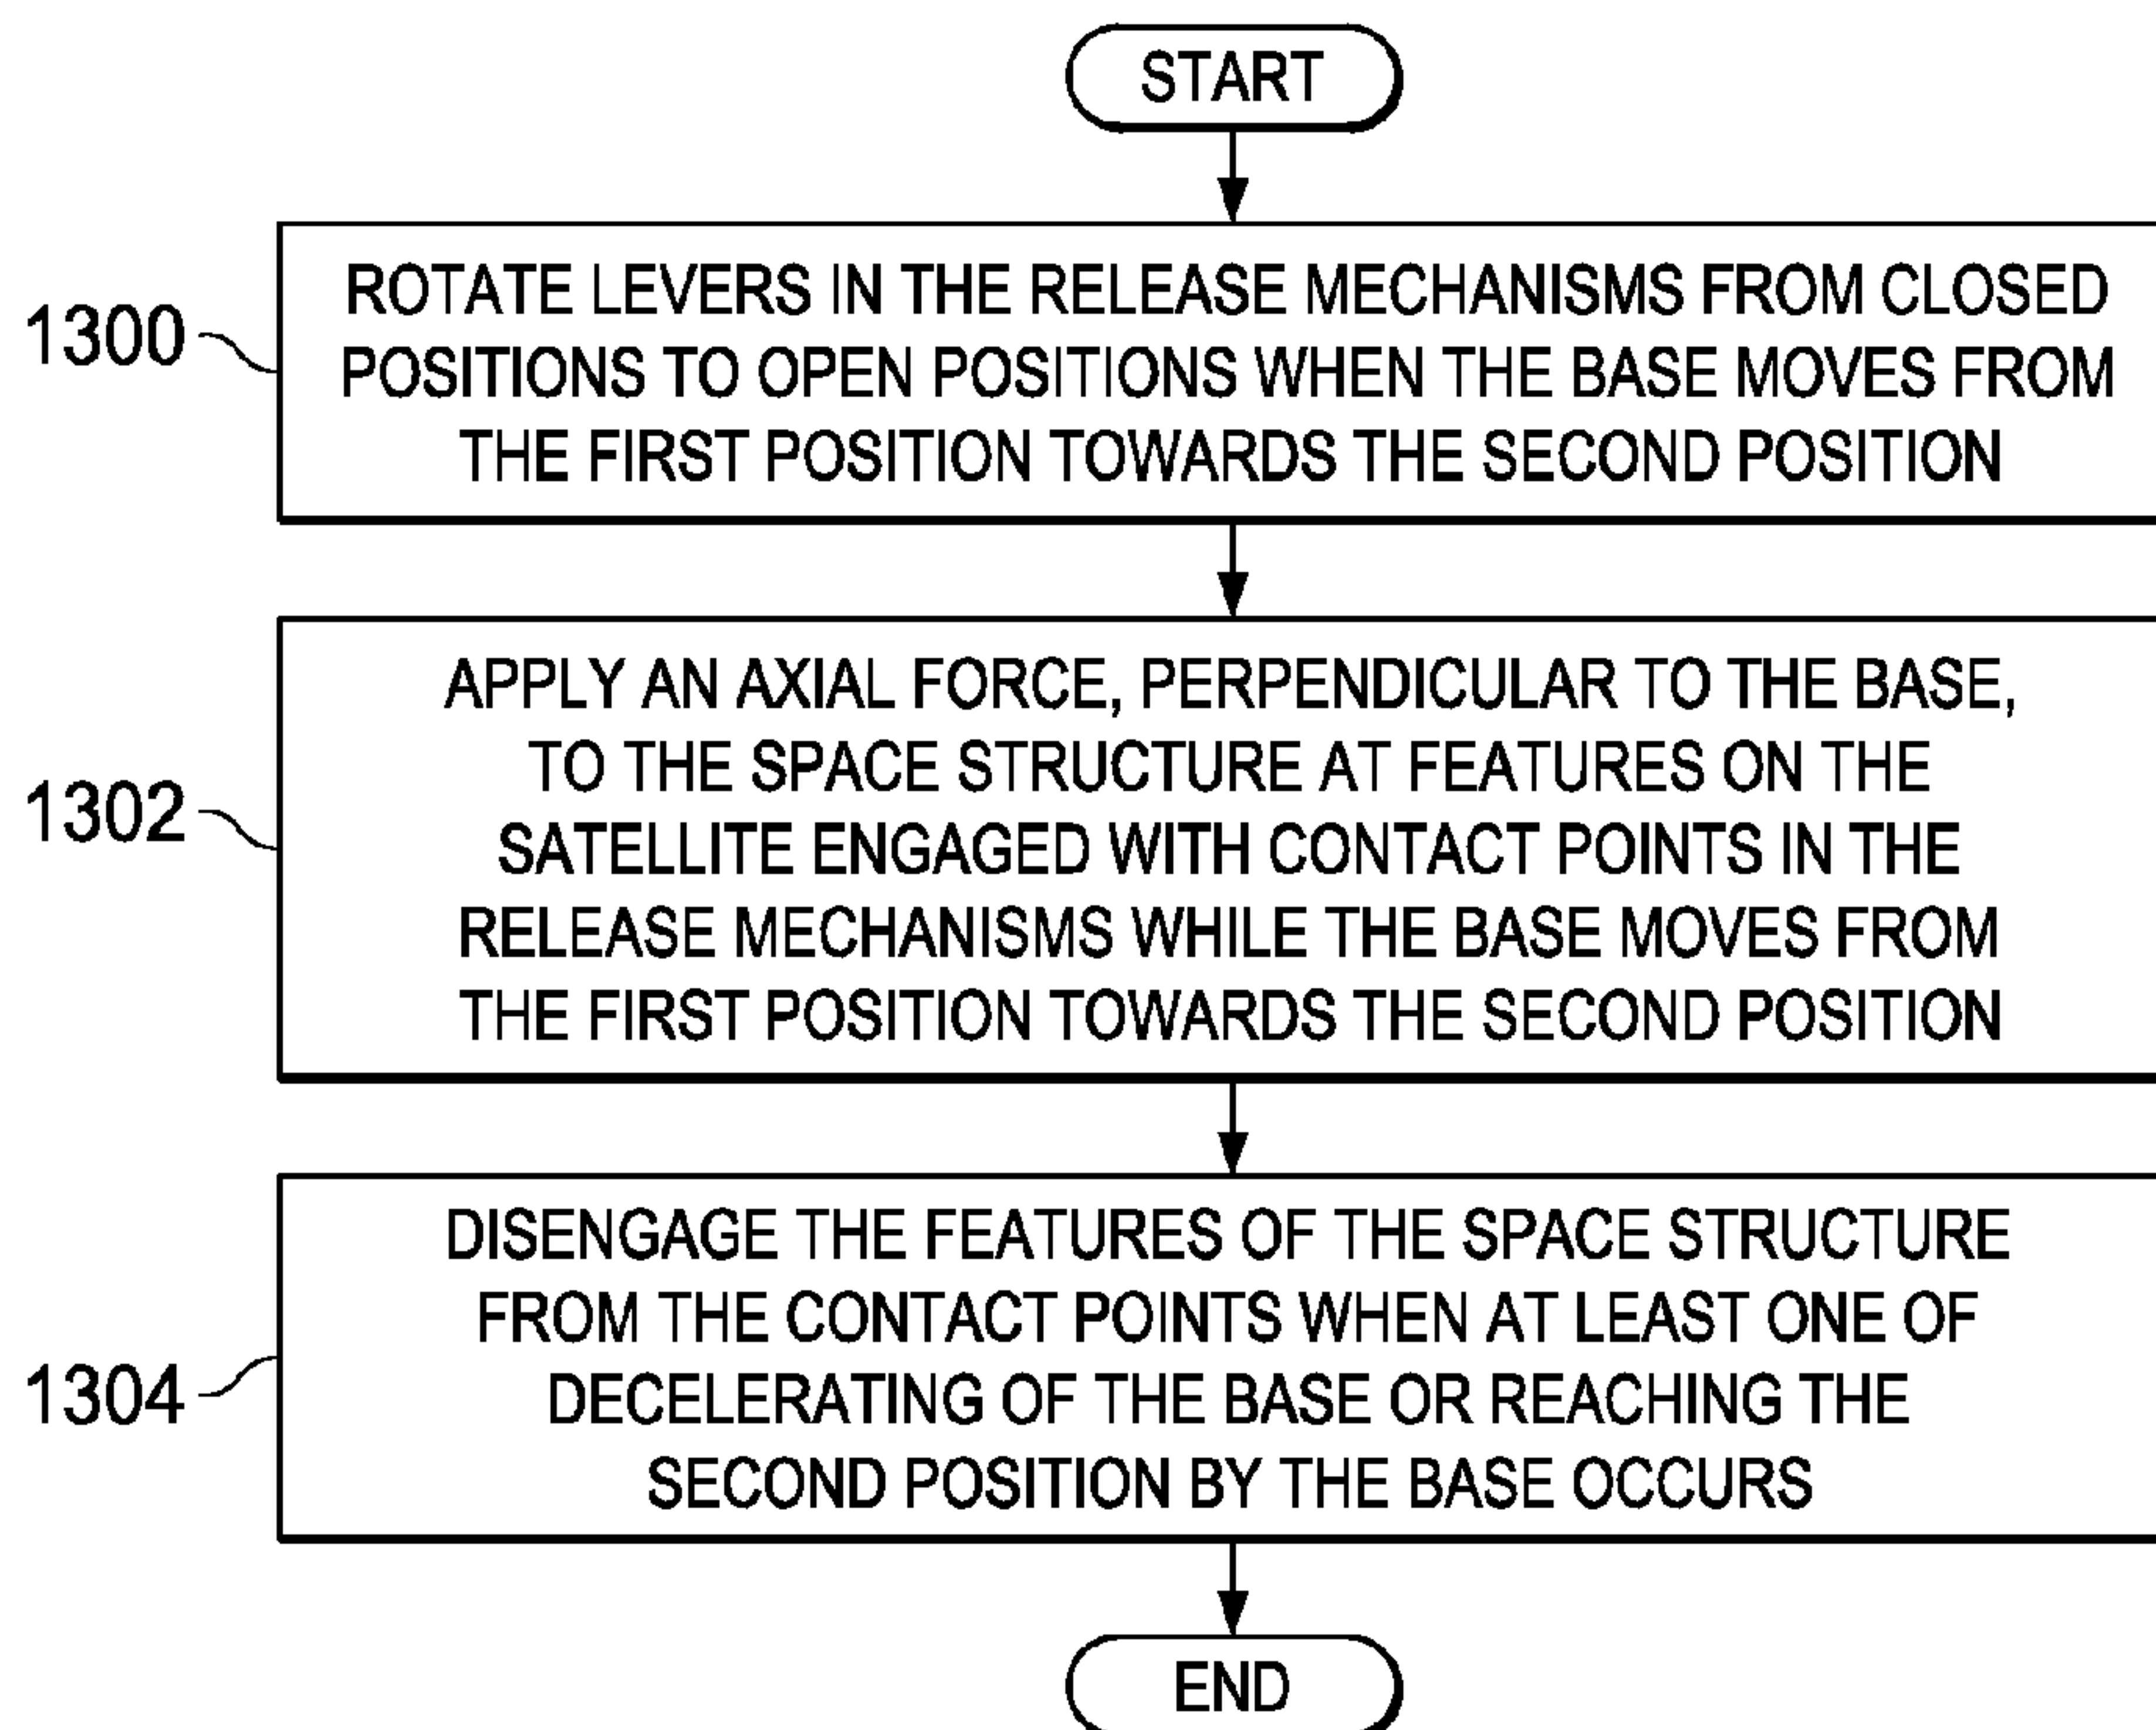 START
1300
ROTATE LEVERS IN THE RELEASE MECHANISMS FROM CLOSED
POSITIONS TO OPEN POSITIONS WHEN THE BASE MOVES FROM
THE FIRST POSITION TOWARDS THE SECOND POSITION
1302
APPLY AN AXIAL FORCE, PERPENDICULAR TO THE BASE,
TO THE SPACE STRUCTURE AT FEATURES ON THE
SATELLITE ENGAGED WITH CONTACT POINTS IN THE
RELEASE MECHANISMS WHILE THE BASE MOVES FROM
THE FIRST POSITION TOWARDS THE SECOND POSITION
1304
DISENGAGE THE FEATURES OF THE SPACE STRUCTURE
FROM THE CONTACT POINTS WHEN AT LEAST ONE OF
DECELERATING OF THE BASE OR REACHING THE
SECOND POSITION BY THE BASE OCCURS
END